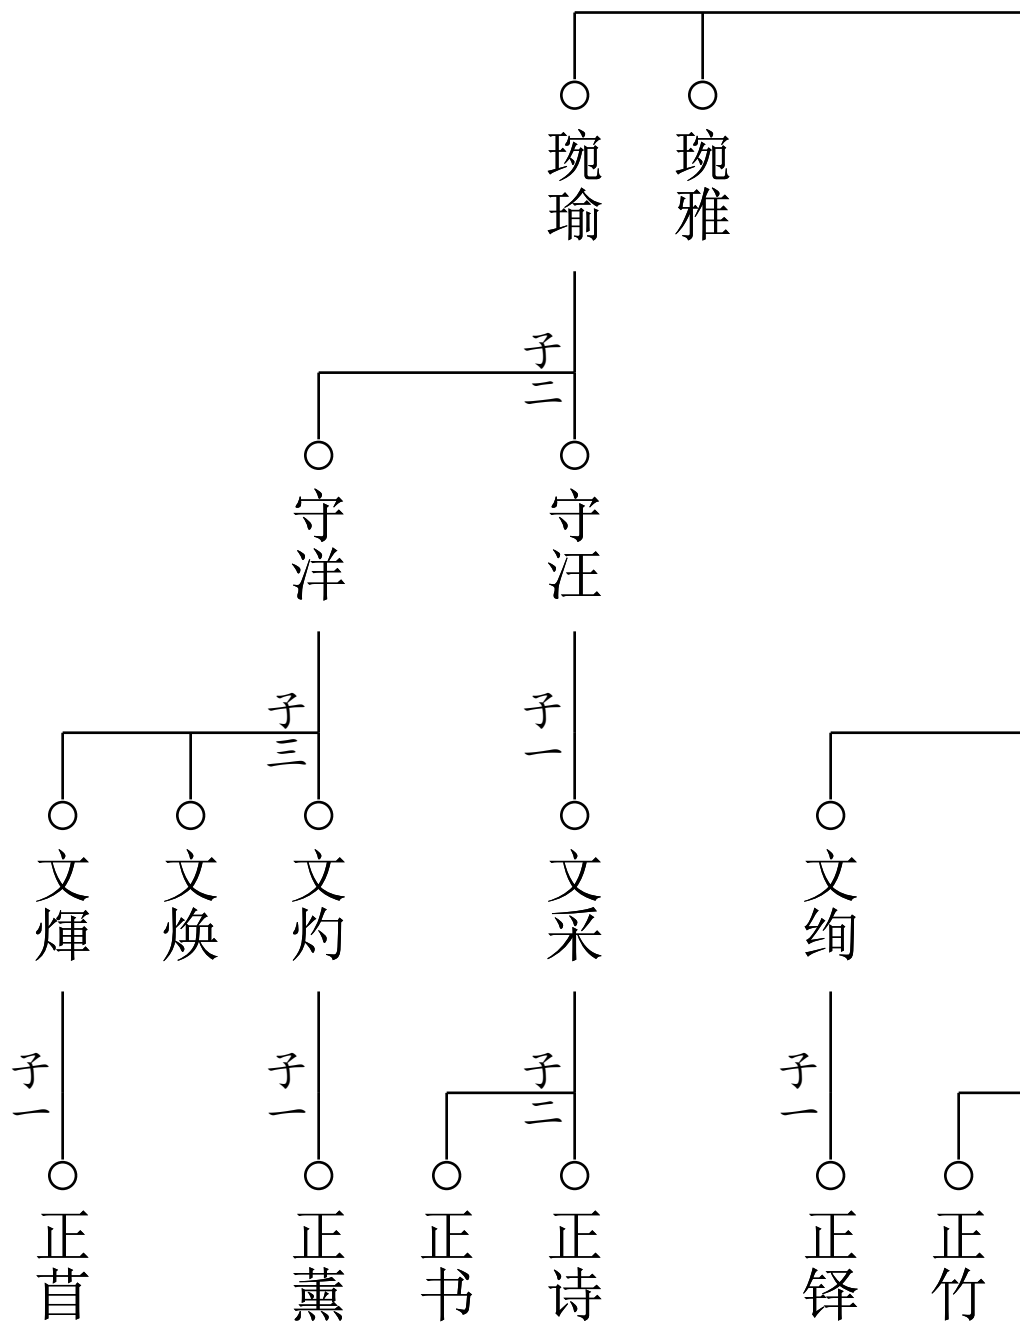 琬瑜
琬雅
子二
守洋
守汪
子三
子一
文煇
文焕
文灼
文采
文绚
子一
子一
子二
子一
正苜
正薰
正书
正诗
正铎
正竹